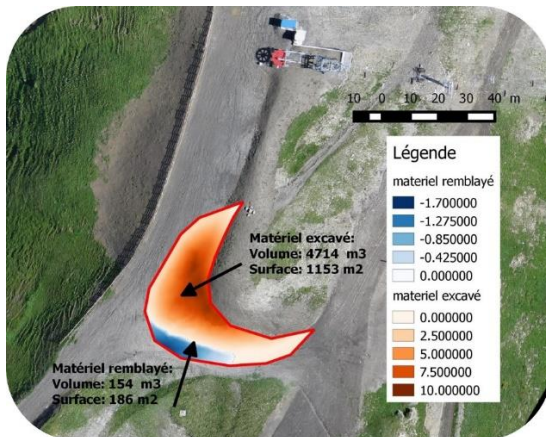 10 0 10 20 30 40 m
Légende
materiel remblayé
-1.700000
-1.275000
-0.850000
-0.425000
0.000000
materiel excavé
0.000000
2.500000
5.000000
7.500000
10.000000
Matériel excavé:
Volume: 4714 m3
Surface: 1153 m2
Matériel remblayé:
Volume: 154 m3
Surface: 186 m2